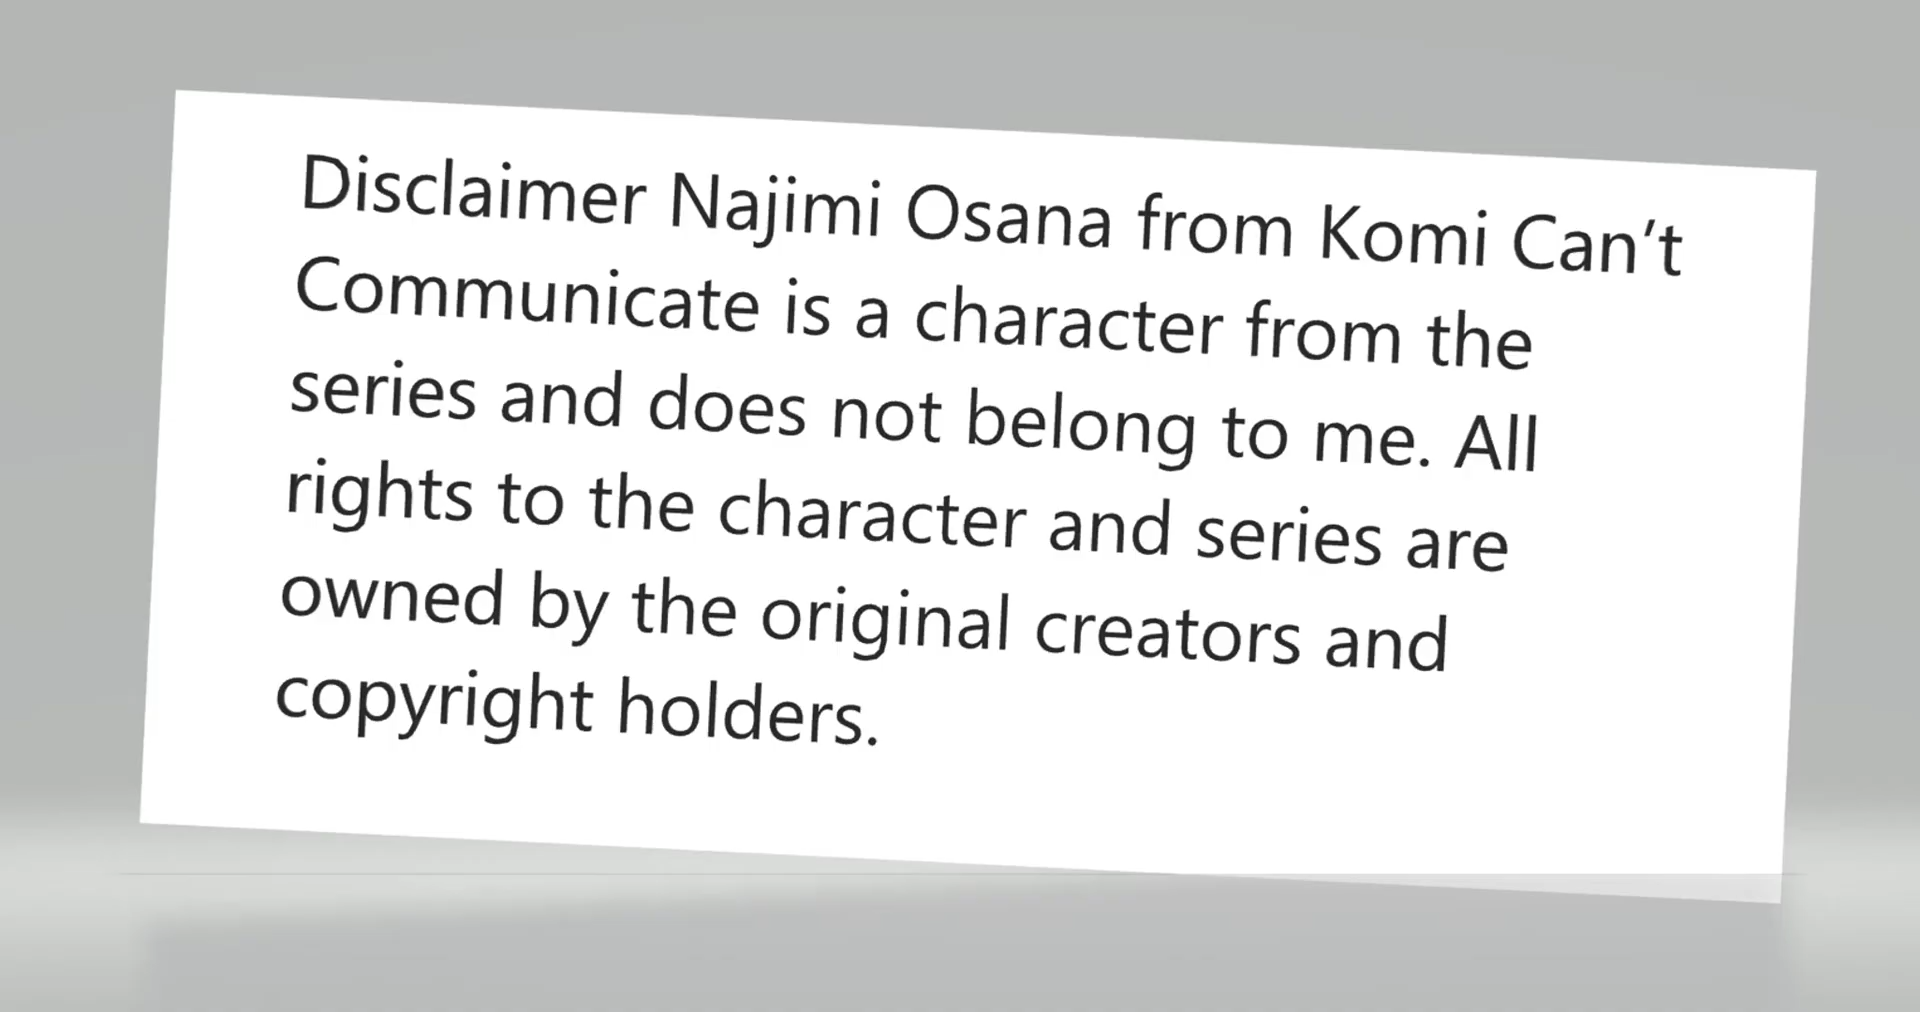 Disclaimer Najimi Osana from Komi Can’t
Communicate is a character from the
series and does not belong to me. All
rights to the character and series are
owned by the original creators and
copyright holders.